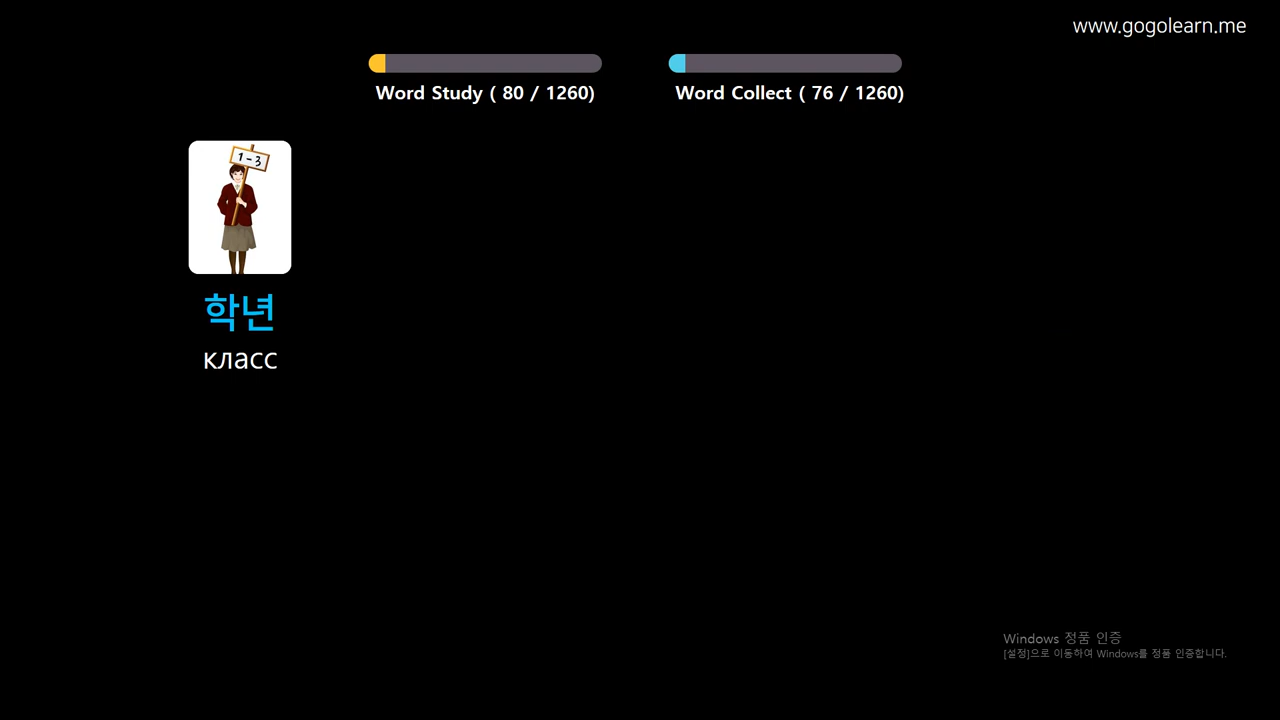 www.gogolearn.me
Word Study ( 80 / 1260)
Word Collect ( 76 / 1260)
1-3
학년
класс
Windows 정품 인증
[설정]으로 이동하여 Windows를 정품 인증합니다.